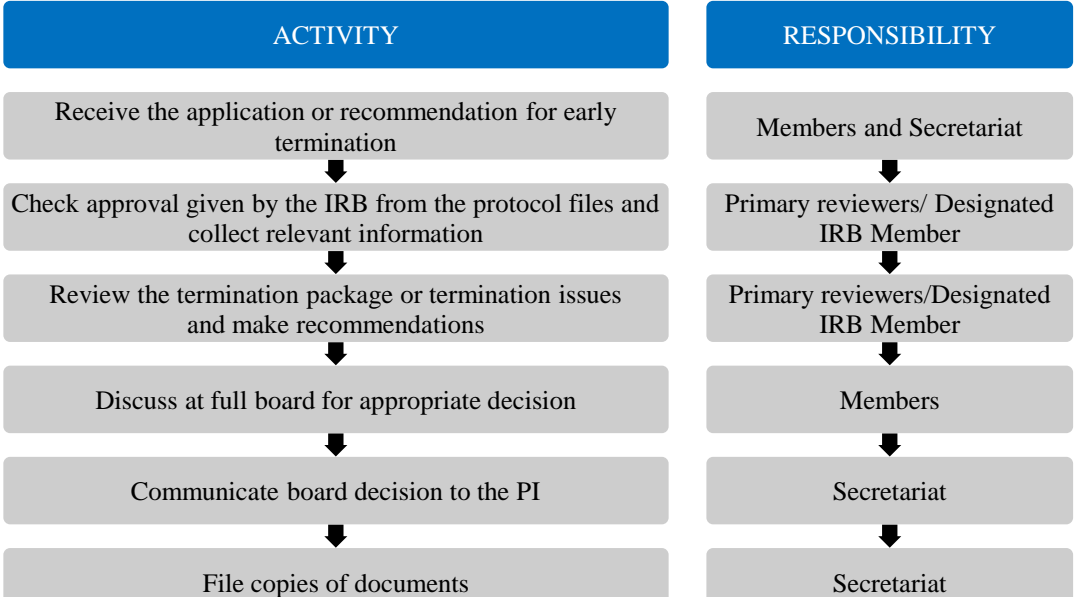 ACTIVITY
RESPONSIBILITY
Receive the application or recommendation for early
termination
Members and Secretariat
Check approval given by the IRB from the protocol files and
collect relevant information
Primary reviewers/ Designated
IRB Member
Review the termination package or termination issues
and make recommendations
Primary reviewers/Designated
IRB Member
Discuss at full board for appropriate decision
Members
Communicate board decision to the PI
Secretariat
File copies of documents
Secretariat